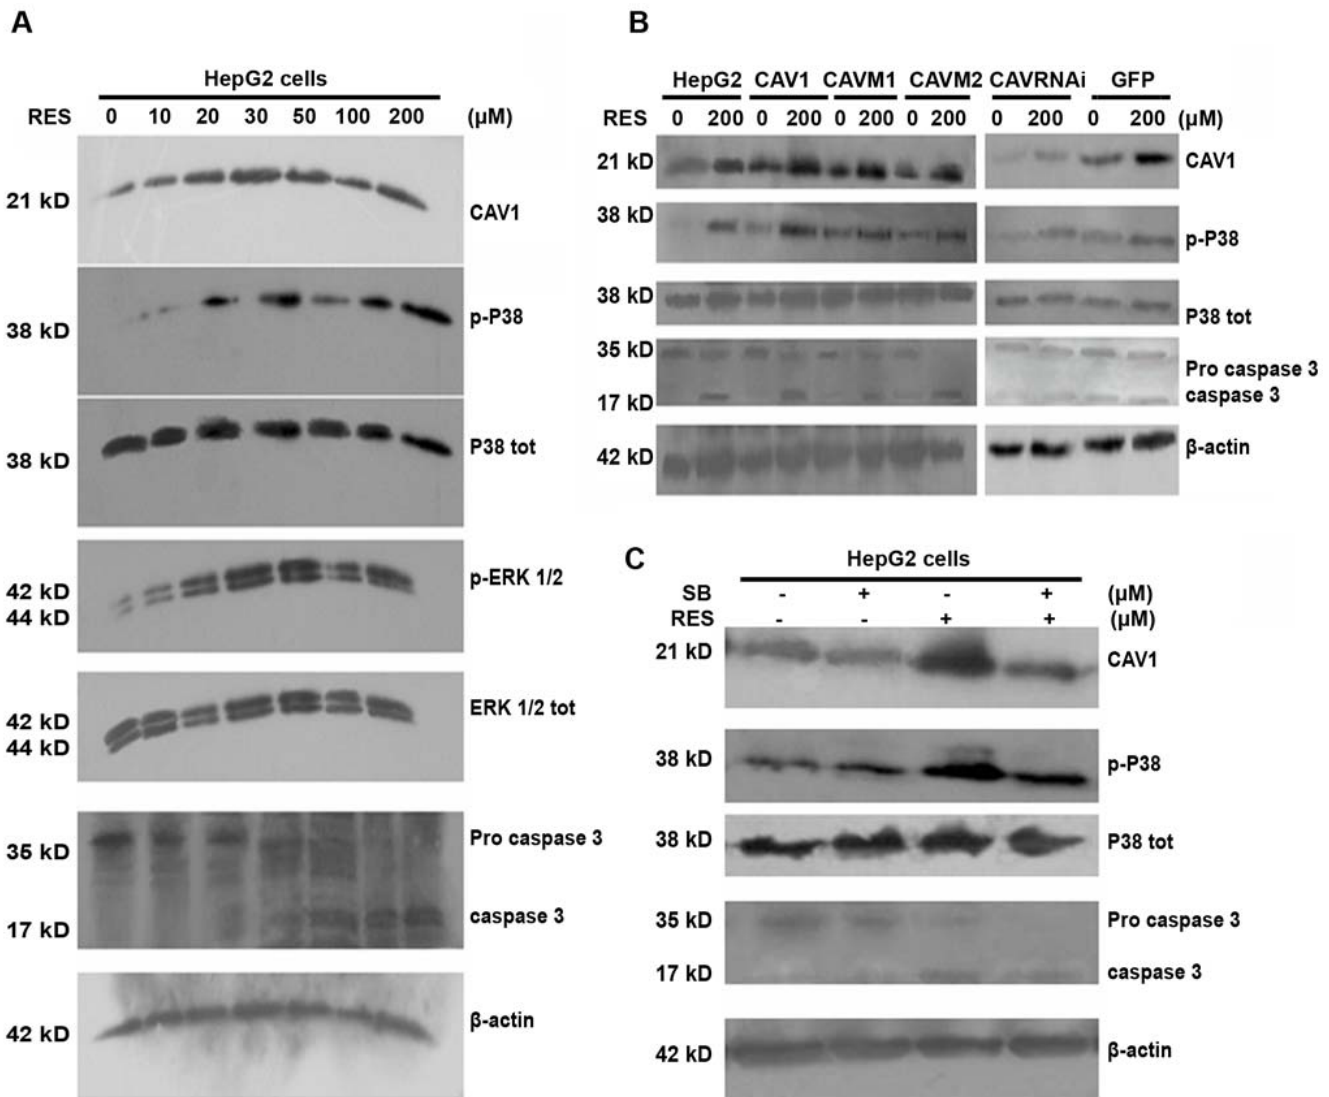 A
HepG2 cells
RES 0 10 20 30 50 100 200 (µM)
21 kD
CAV1
p-P38
38 kD
P38 tot
38 kD
p-ERK 1/2
42 kD
44 kD
ERK 1/2 tot
42 kD
44 kD
Pro caspase 3
35 kD
caspase 3
17 kD
β-actin
42 kD
B
HepG2 CAV1 CAVM1 CAVM2 CAVRNAi GFP
RES 0 200 0 200 0 200 0 200 0 200 0 200 (µM)
21 kD CAV1
38 kD
p-P38
38 kD
P38 tot
35 kD
Pro caspase 3
caspase 3
17 kD
β-actin
42 kD
C
HepG2 cells
SB - + - + (µM)
RES - - + + (µM)
21 kD CAV1
38 kD p-P38
38 kD P38 tot
35 kD Pro caspase 3
17 kD caspase 3
42 kD β-actin